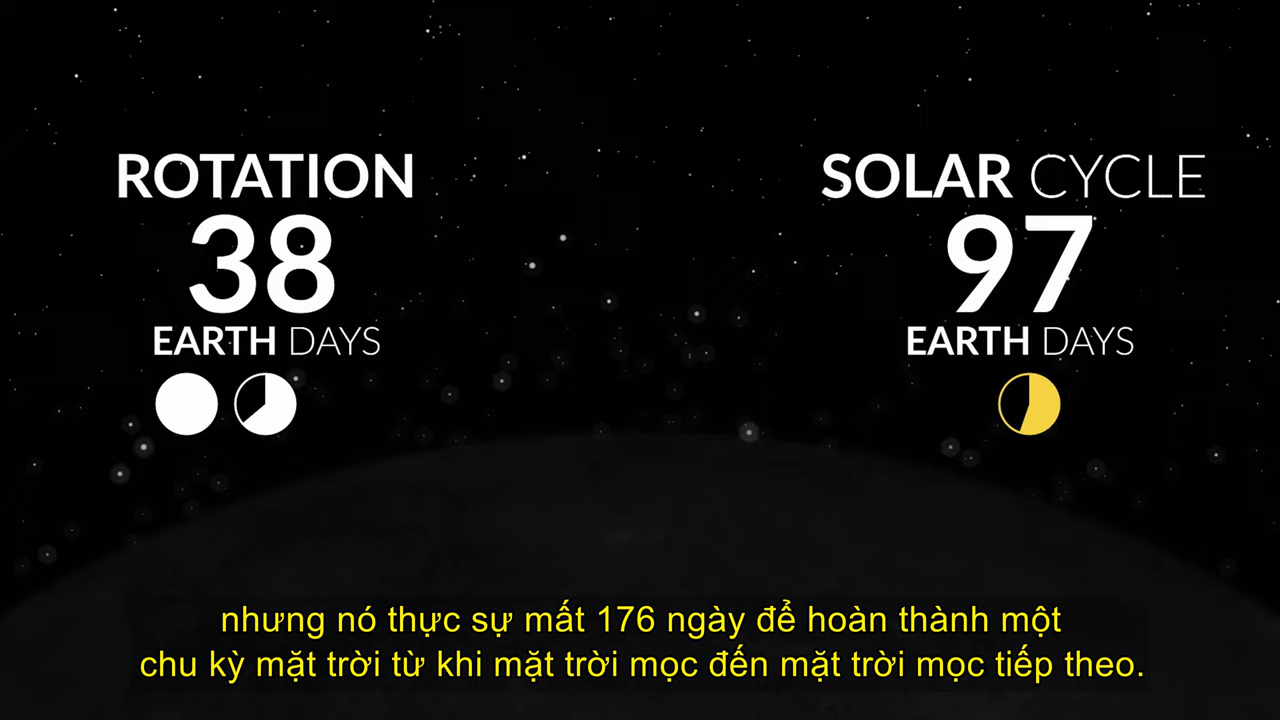 ROTATION
38
EARTH DAYS
SOLAR CYCLE
97
EARTH DAYS
nhưng nó thực sự mất 176 ngày để hoàn thành một
chu kỳ mặt trời từ khi mặt trời mọc đến mặt trời mọc tiếp theo.